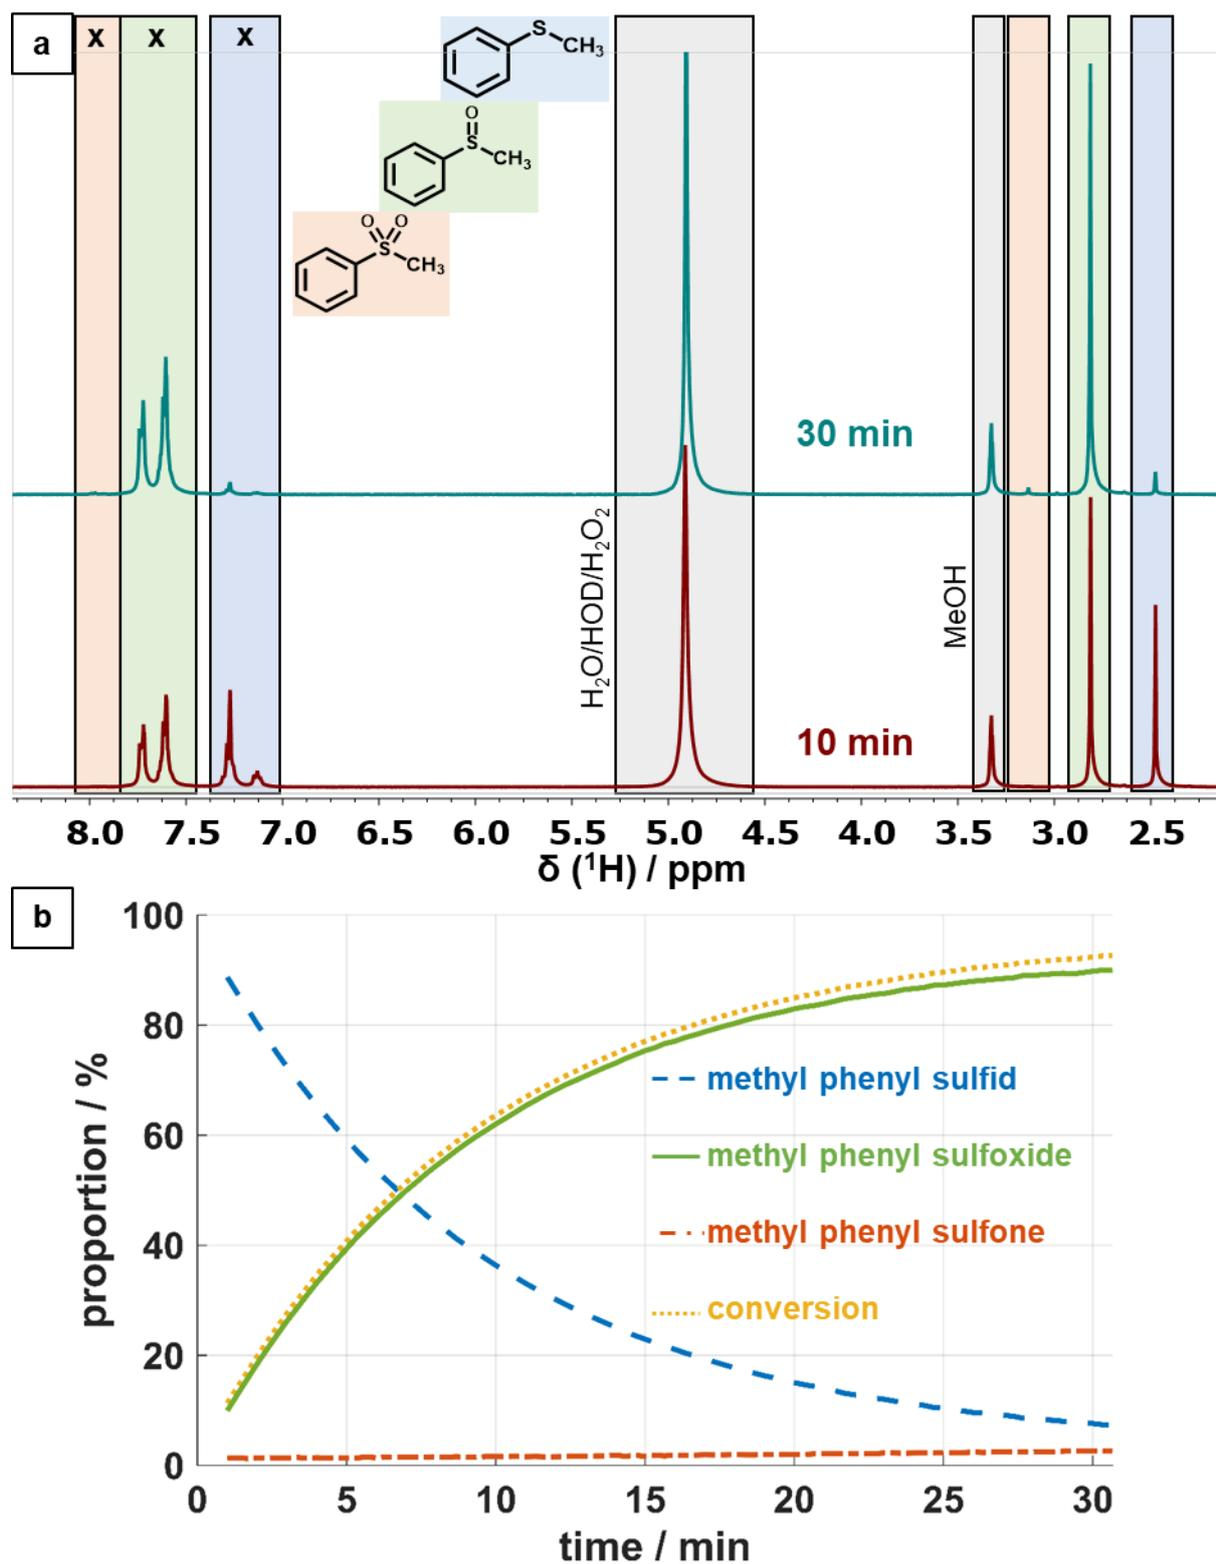 a
x x x
S
CH₃
O
S
CH₃
O O
S
CH₃
30 min
H₂O/HOD/H₂O₂
MeOH
10 min
8.0 7.5 7.0 6.5 6.0 5.5 5.0 4.5 4.0 3.5 3.0 2.5
δ (¹H) / ppm
b
100
80
60
40
20
0
proportion / %
methyl phenyl sulfid
methyl phenyl sulfoxide
methyl phenyl sulfone
conversion
0 5 10 15 20 25 30
time / min